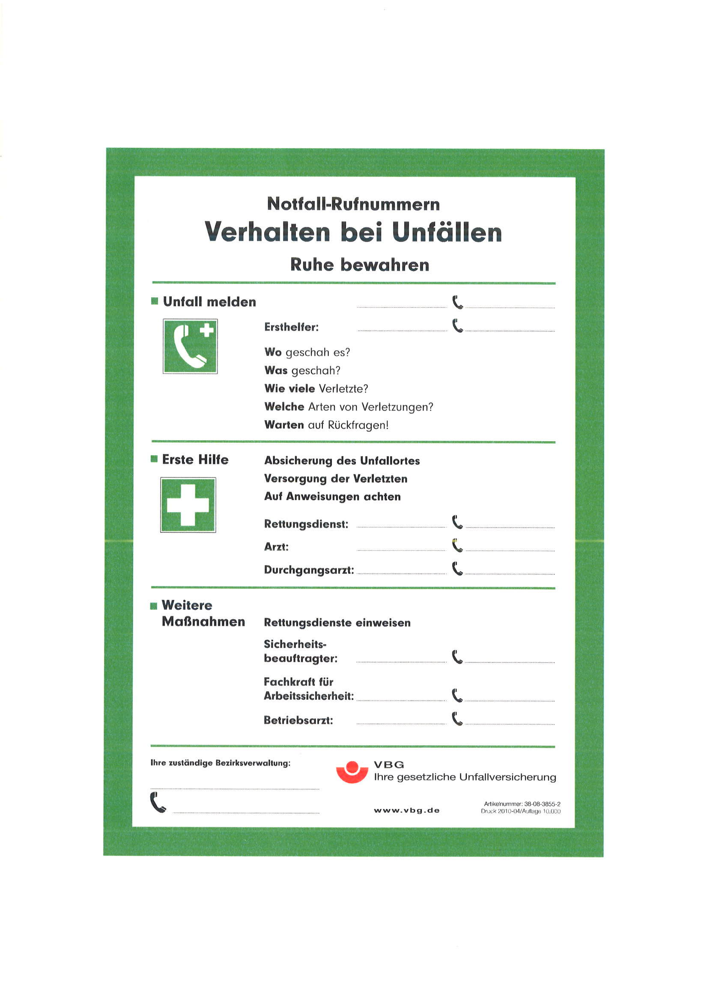 Notfall-Rufnummern
Verhalten bei Unfällen
Ruhe bewahren
Unfall melden
Ersthelfer:
Wo geschah es?
Was geschah?
Wie viele Verletzte?
Welche Arten von Verletzungen?
Warten auf Rückfragen!
Erste Hilfe
Absicherung des Unfallortes
Versorgung der Verletzten
Auf Anweisungen achten
Rettungsdienst:
Arzt:
Durchgangsarzt:
Weitere
Maßnahmen
Rettungsdienste einweisen
Sicherheits-
beauftragter:
Fachkraft für
Arbeitssicherheit:
Betriebsarzt:
Ihre zuständige Bezirksverwaltung:
VBG
Ihre gesetzliche Unfallversicherung
www.vbg.de
Artikelnummer: 38-08-3855-2
Druck 2010-04/Auflage 10.000